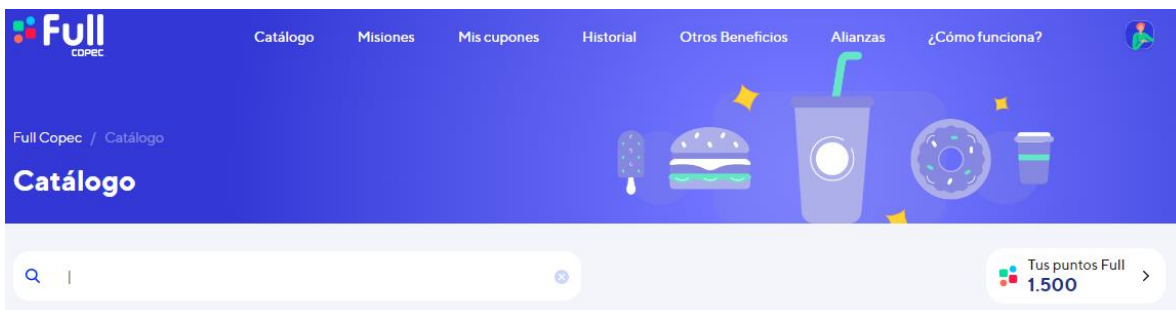 Full
COPEC
Catálogo Misiones Mis cupones Historial Otros Beneficios Alianzas ¿Cómo funciona?
Full Copec / Catálogo
Catálogo
Tus puntos Full
1.500